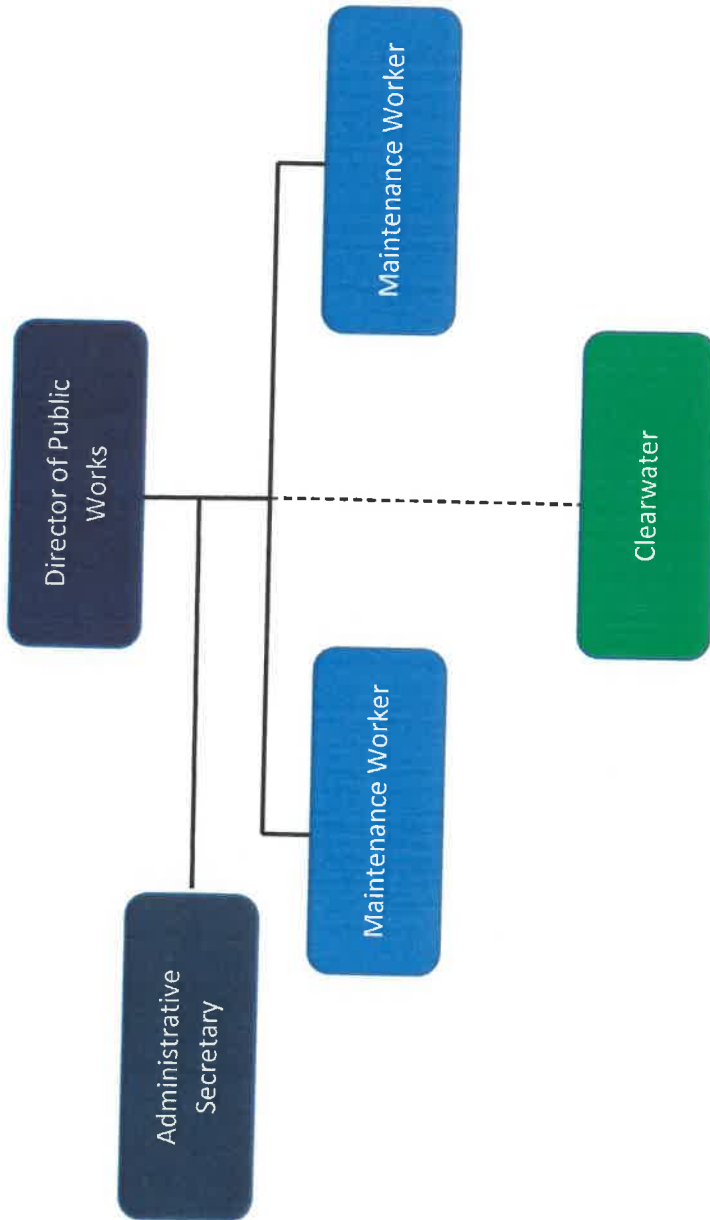 Director of Public
Works
Administrative
Secretary
Maintenance Worker
Maintenance Worker
Clearwater